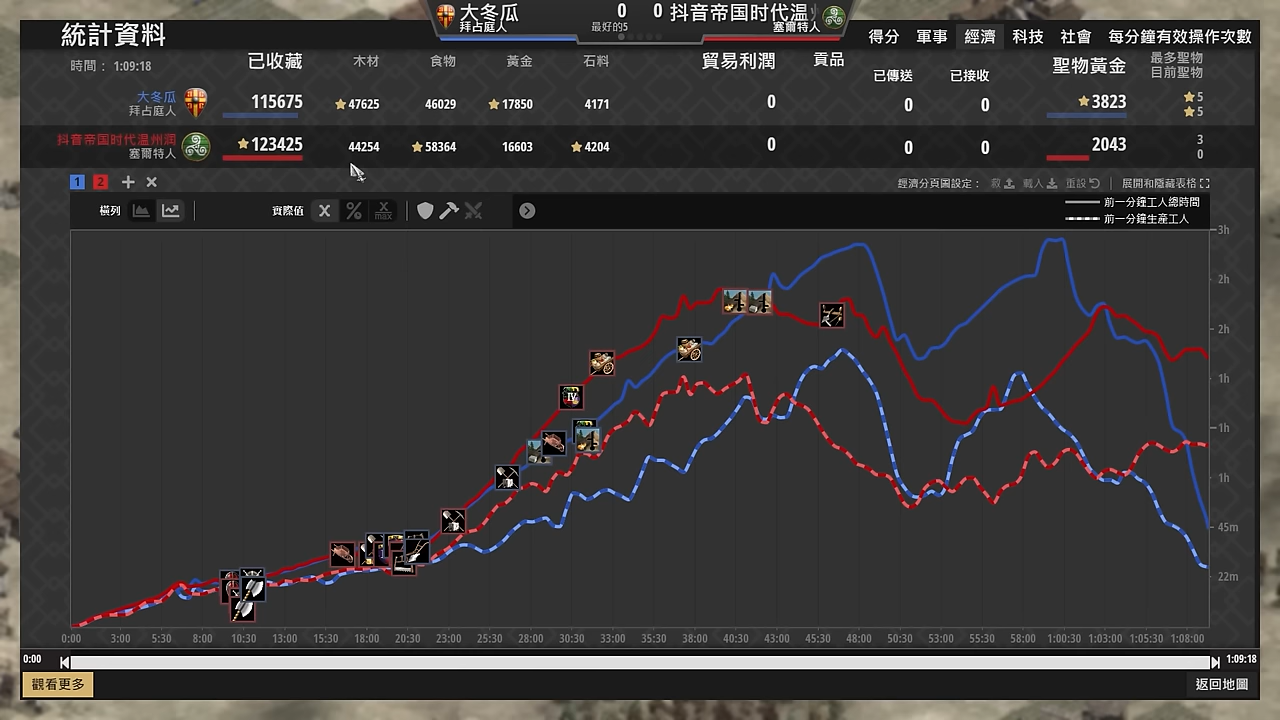 大冬瓜
拜占庭人
0
0
最好的5
抖音帝国时代温
塞爾特人
統計資料
得分 軍事 經濟 科技 社會 每分鐘有效操作次數
時間： 1:09:18
已收藏 木材 食物 黃金 石料 貿易利潤 貢品 已傳送 已接收 聖物黃金
最多聖物
目前聖物
大冬瓜
拜占庭人
115675 47625 46029 17850 4171 0 0 0 3823
5
5
抖音帝国时代温州润
塞爾特人
123425 44254 58364 16603 4204 0 0 0 2043
3
0
1 2
經濟分頁圖設定： 載入 重設 展開和隱藏表格
橫列 實際值 X % X max
前一分鐘工人總時間
前一分鐘生產工人
3h
2h
2h
1h
1h
1h
45m
22m
IV
0:00 3:00 5:30 8:00 10:30 13:00 15:30 18:00 20:30 23:00 25:30 28:00 30:30 33:00 35:30 38:00 40:30 43:00 45:30 48:00 50:30 53:00 55:30 58:00 1:00:30 1:03:00 1:05:30 1:08:00
0:00 1:09:18
觀看更多 返回地圖